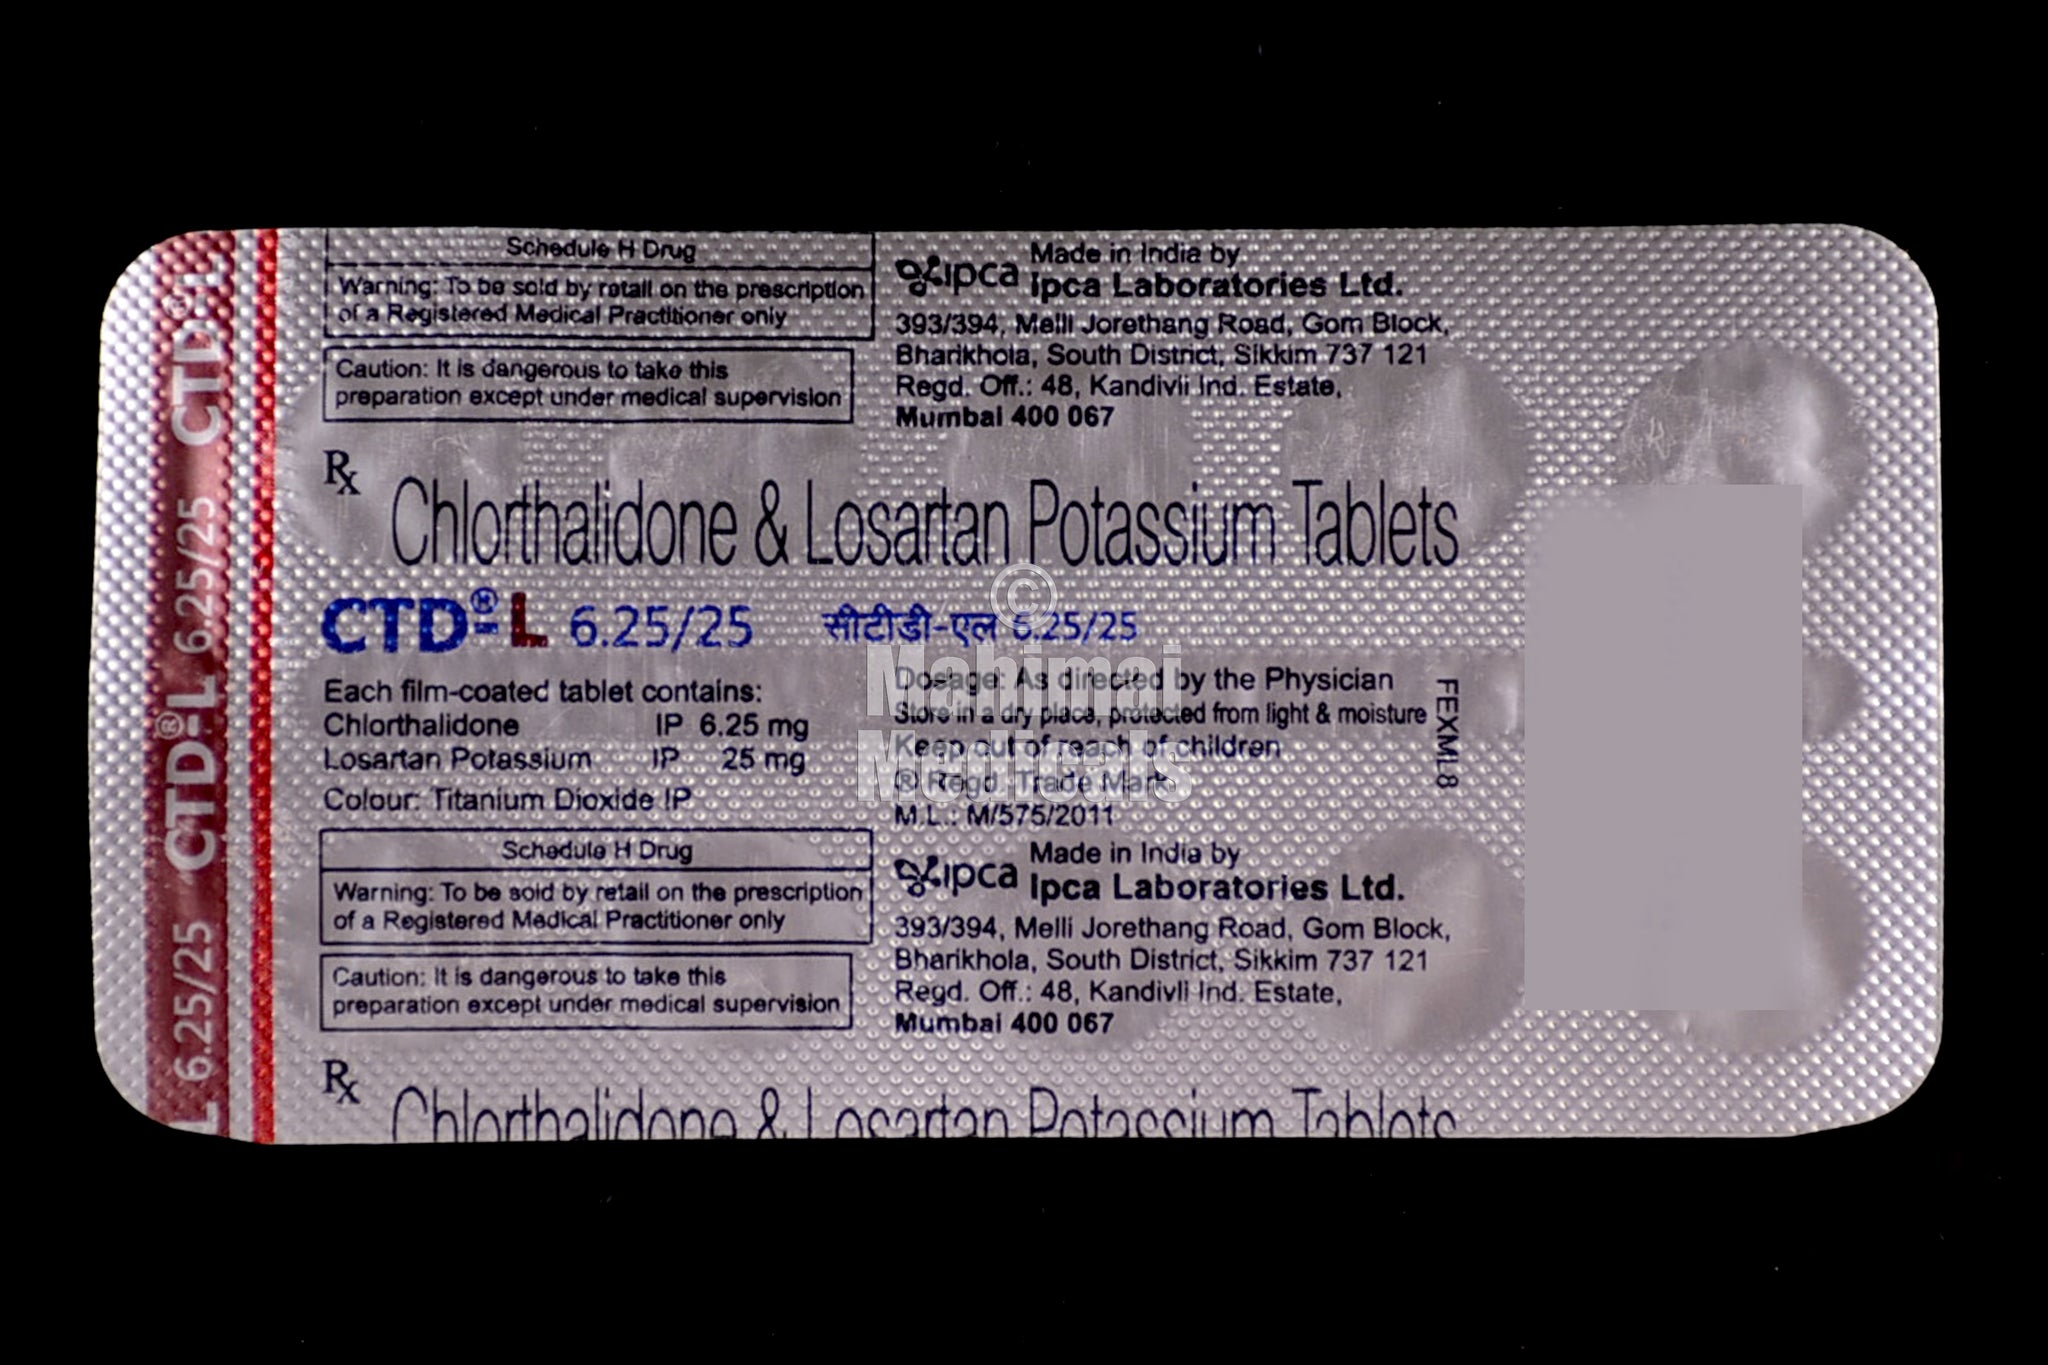 CTD®-L 6.25/25 CTD®-L 6.25/25 L
Schedule H Drug
Warning: To be sold by retail on the prescription
of a Registered Medical Practitioner only
Caution: It is dangerous to take this
preparation except under medical supervision
ipca
Made in India by
Ipca Laboratories Ltd.
393/394, Melli Jorethang Road, Gom Block,
Bharikhola, South District, Sikkim 737 121
Regd. Off.: 48, Kandivli Ind. Estate,
Mumbai 400 067
Rx Chlorthalidone & Losartan Potassium Tablets
CTD®-L 6.25/25 सीटीडी-एल 6.25/25
Each film-coated tablet contains:
Chlorthalidone IP 6.25 mg
Losartan Potassium IP 25 mg
Colour: Titanium Dioxide IP
Dosage: As directed by the Physician
Store in a dry place, protected from light & moisture
Keep out of reach of children
® Regd. Trade Mark
M.L.: M/575/2011
FEXML8
©
Mahimai
Medicals
Schedule H Drug
Warning: To be sold by retail on the prescription
of a Registered Medical Practitioner only
Caution: It is dangerous to take this
preparation except under medical supervision
ipca
Made in India by
Ipca Laboratories Ltd.
393/394, Melli Jorethang Road, Gom Block,
Bharikhola, South District, Sikkim 737 121
Regd. Off.: 48, Kandivli Ind. Estate,
Mumbai 400 067
Rx Chlorthalidone & Losartan Potassium Tablets